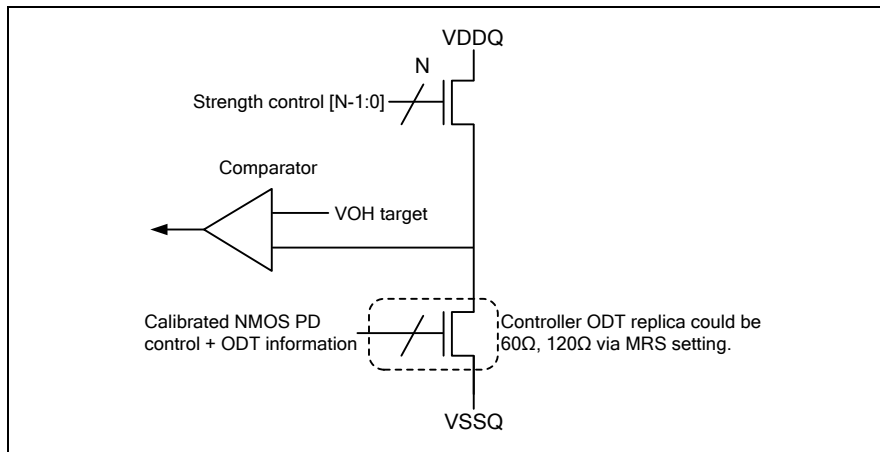 VDDQ
N
Strength control [N-1:0]
Comparator
VOH target
Calibrated NMOS PD
control + ODT information
Controller ODT replica could be
60Ω, 120Ω via MRS setting.
VSSQ